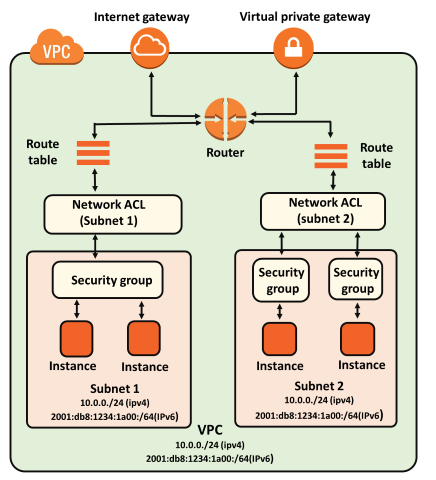 Internet gateway
Virtual private gateway
VPC
Router
Route
table
Route
table
Network ACL
(Subnet 1)
Network ACL
(subnet 2)
Security group
Security
group
Security
group
Instance
Instance
Instance
Instance
Subnet 1
10.0.0./24 (ipv4)
2001:db8:1234:1a00:/64(IPv6)
Subnet 2
10.0.0./24 (ipv4)
2001:db8:1234:1a00:/64(IPv6)
VPC
10.0.0./24 (ipv4)
2001:db8:1234:1a00:/64(IPv6)